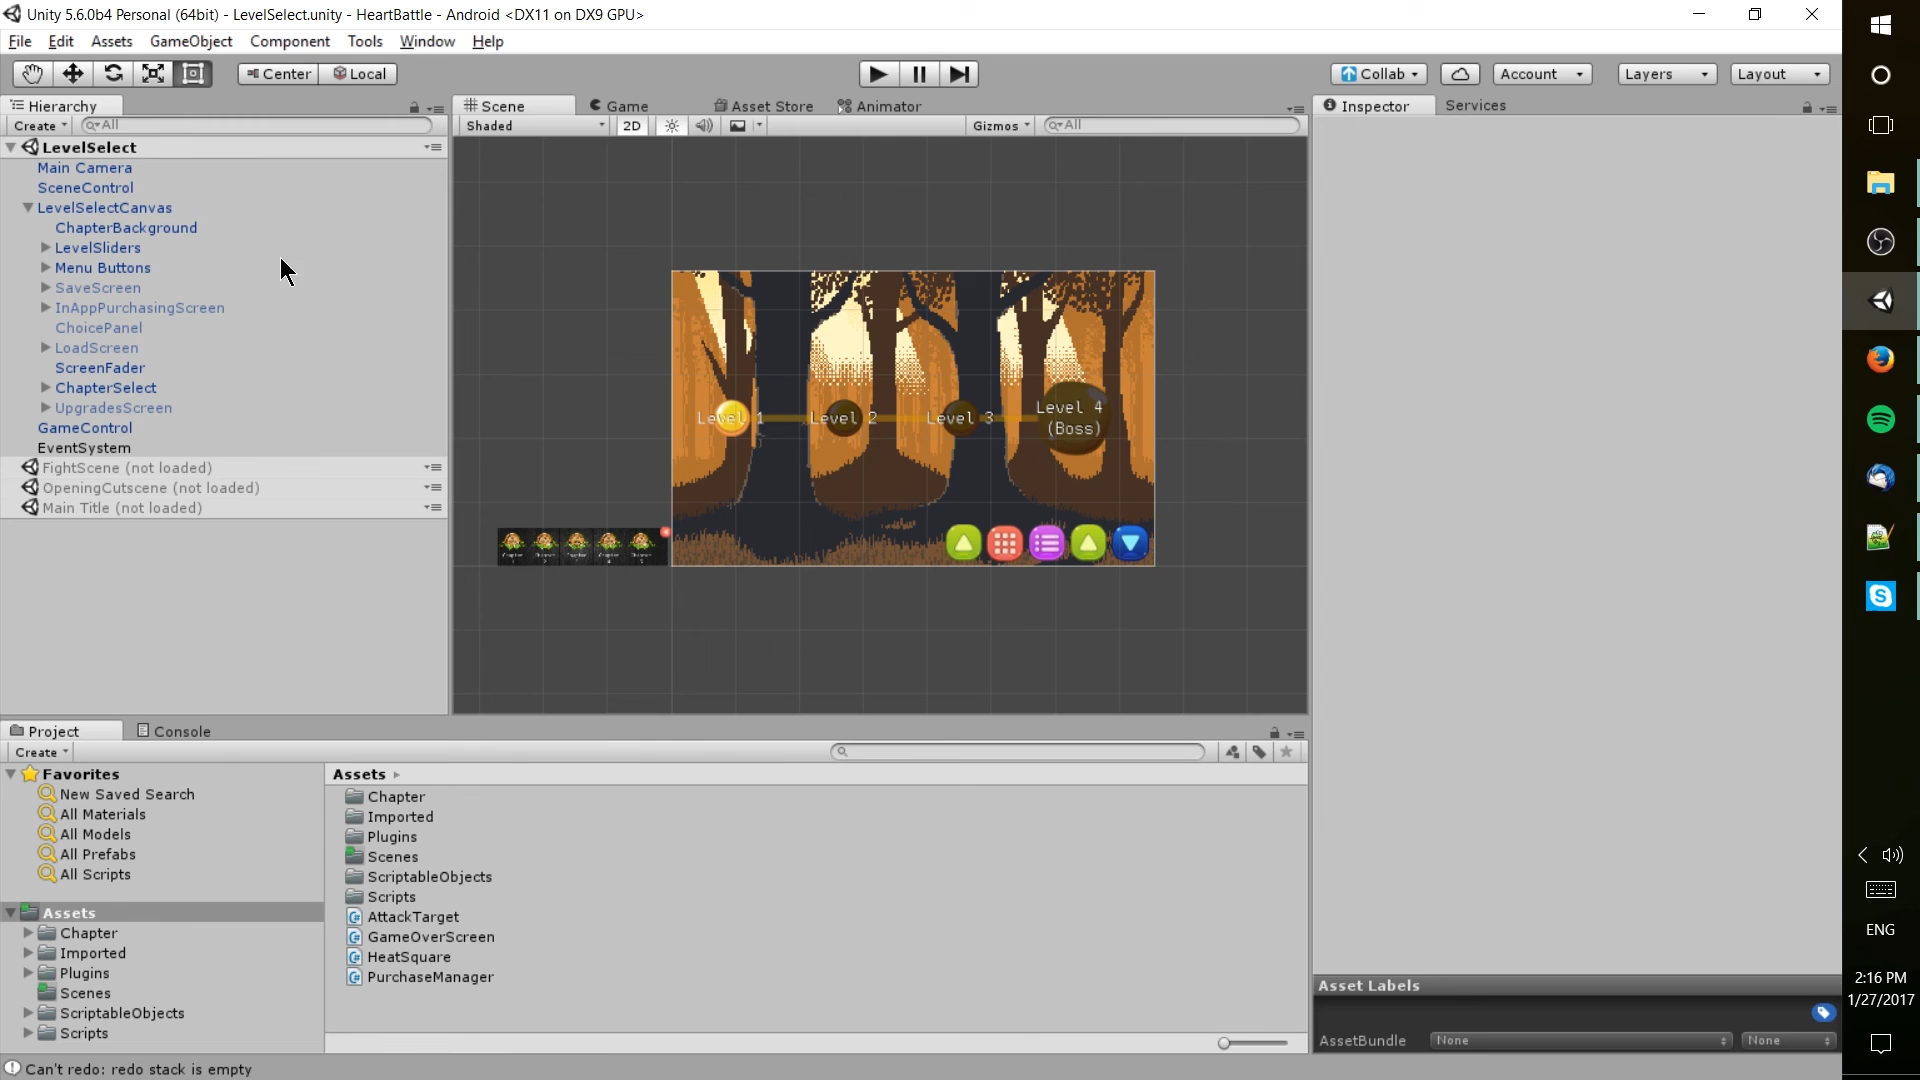 Unity 5.6.0b4 Personal (64bit) - LevelSelect.unity - HeartBattle - Android <DX11 on DX9 GPU>
File Edit Assets GameObject Component Tools Window Help
Center Local Collab Account Layers Layout
Hierarchy
Create All
LevelSelect
Main Camera
SceneControl
LevelSelectCanvas
ChapterBackground
LevelSliders
Menu Buttons
SaveScreen
InAppPurchasingScreen
ChoicePanel
LoadScreen
ScreenFader
ChapterSelect
UpgradesScreen
GameControl
EventSystem
FightScene (not loaded)
OpeningCutscene (not loaded)
Main Title (not loaded)
Scene Game Asset Store Animator
Shaded 2D Gizmos All
Level 1
Level 2
Level 3
Level 4
(Boss)
Inspector Services
Project Console
Create
Favorites
New Saved Search
All Materials
All Models
All Prefabs
All Scripts
Assets
Chapter
Imported
Plugins
Scenes
ScriptableObjects
Scripts
Assets
Chapter
Imported
Plugins
Scenes
ScriptableObjects
Scripts
AttackTarget
GameOverScreen
HeatSquare
PurchaseManager
Asset Labels
AssetBundle None None
Can't redo: redo stack is empty
ENG
2:16 PM
1/27/2017